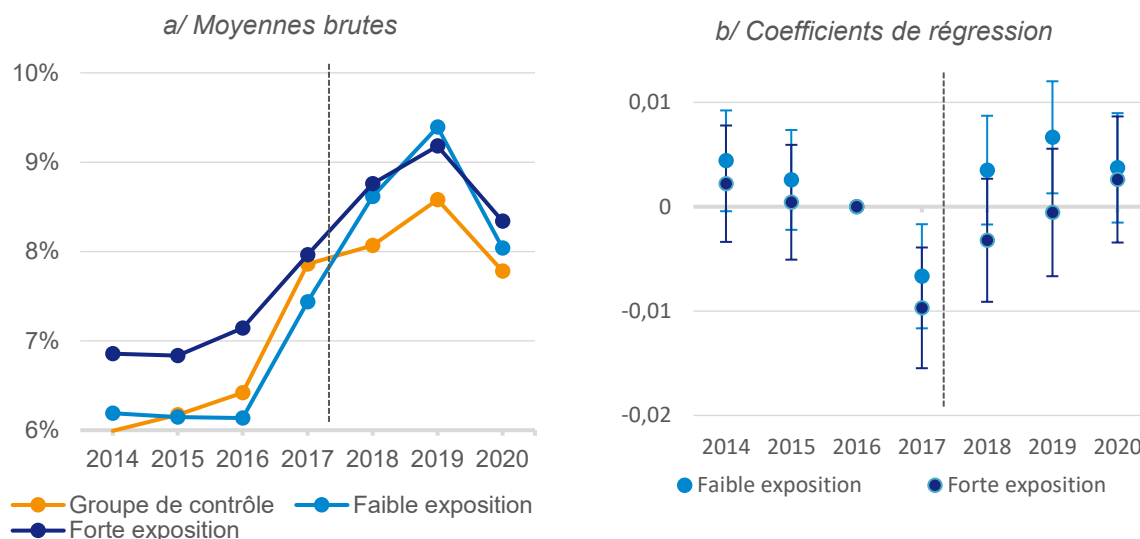 a/ Moyennes brutes
10%
9%
8%
7%
6%
2014 2015 2016 2017 2018 2019 2020
Groupe de contrôle Faible exposition
Forte exposition
b/ Coefficients de régression
0,01
0
-0,01
-0,02
2014 2015 2016 2017 2018 2019 2020
Faible exposition Forte exposition